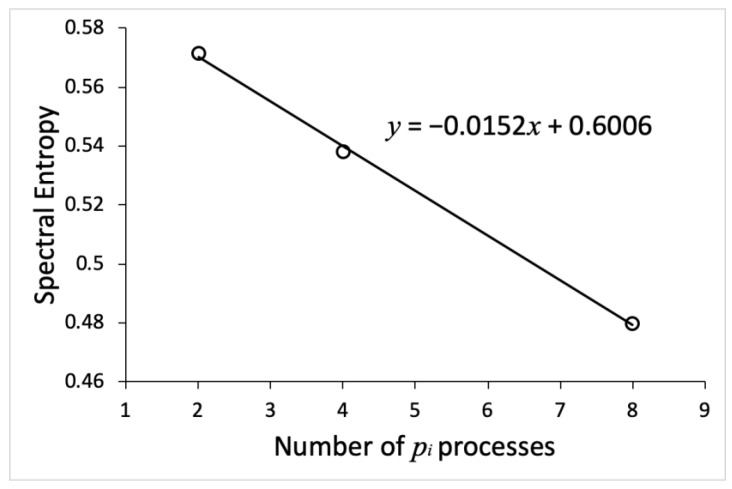 0.58
0.56
0.54
0.52
0.5
0.48
0.46
Spectral Entropy
y = −0.0152x + 0.6006
1 2 3 4 5 6 7 8 9
Number of pi processes